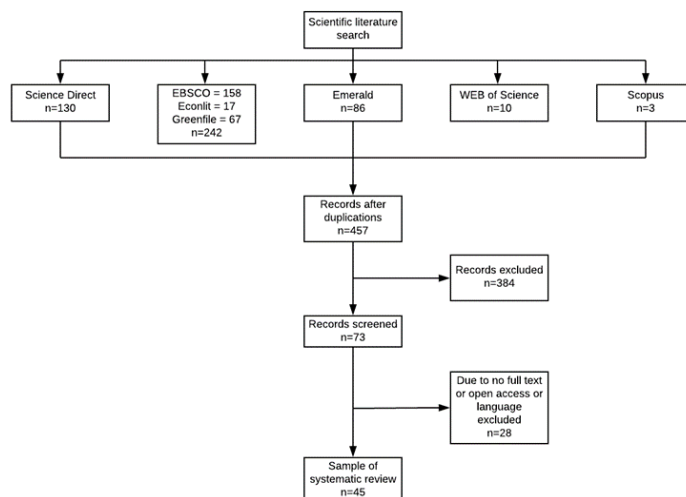 Scientific literature
search
Science Direct
n=130
EBSCO = 158
Econlit = 17
Greenfile = 67
n=242
Emerald
n=86
WEB of Science
n=10
Scopus
n=3
Records after
duplications
n=457
Records excluded
n=384
Records screened
n=73
Due to no full text
or open access or
language
excluded
n=28
Sample of
systematic review
n=45